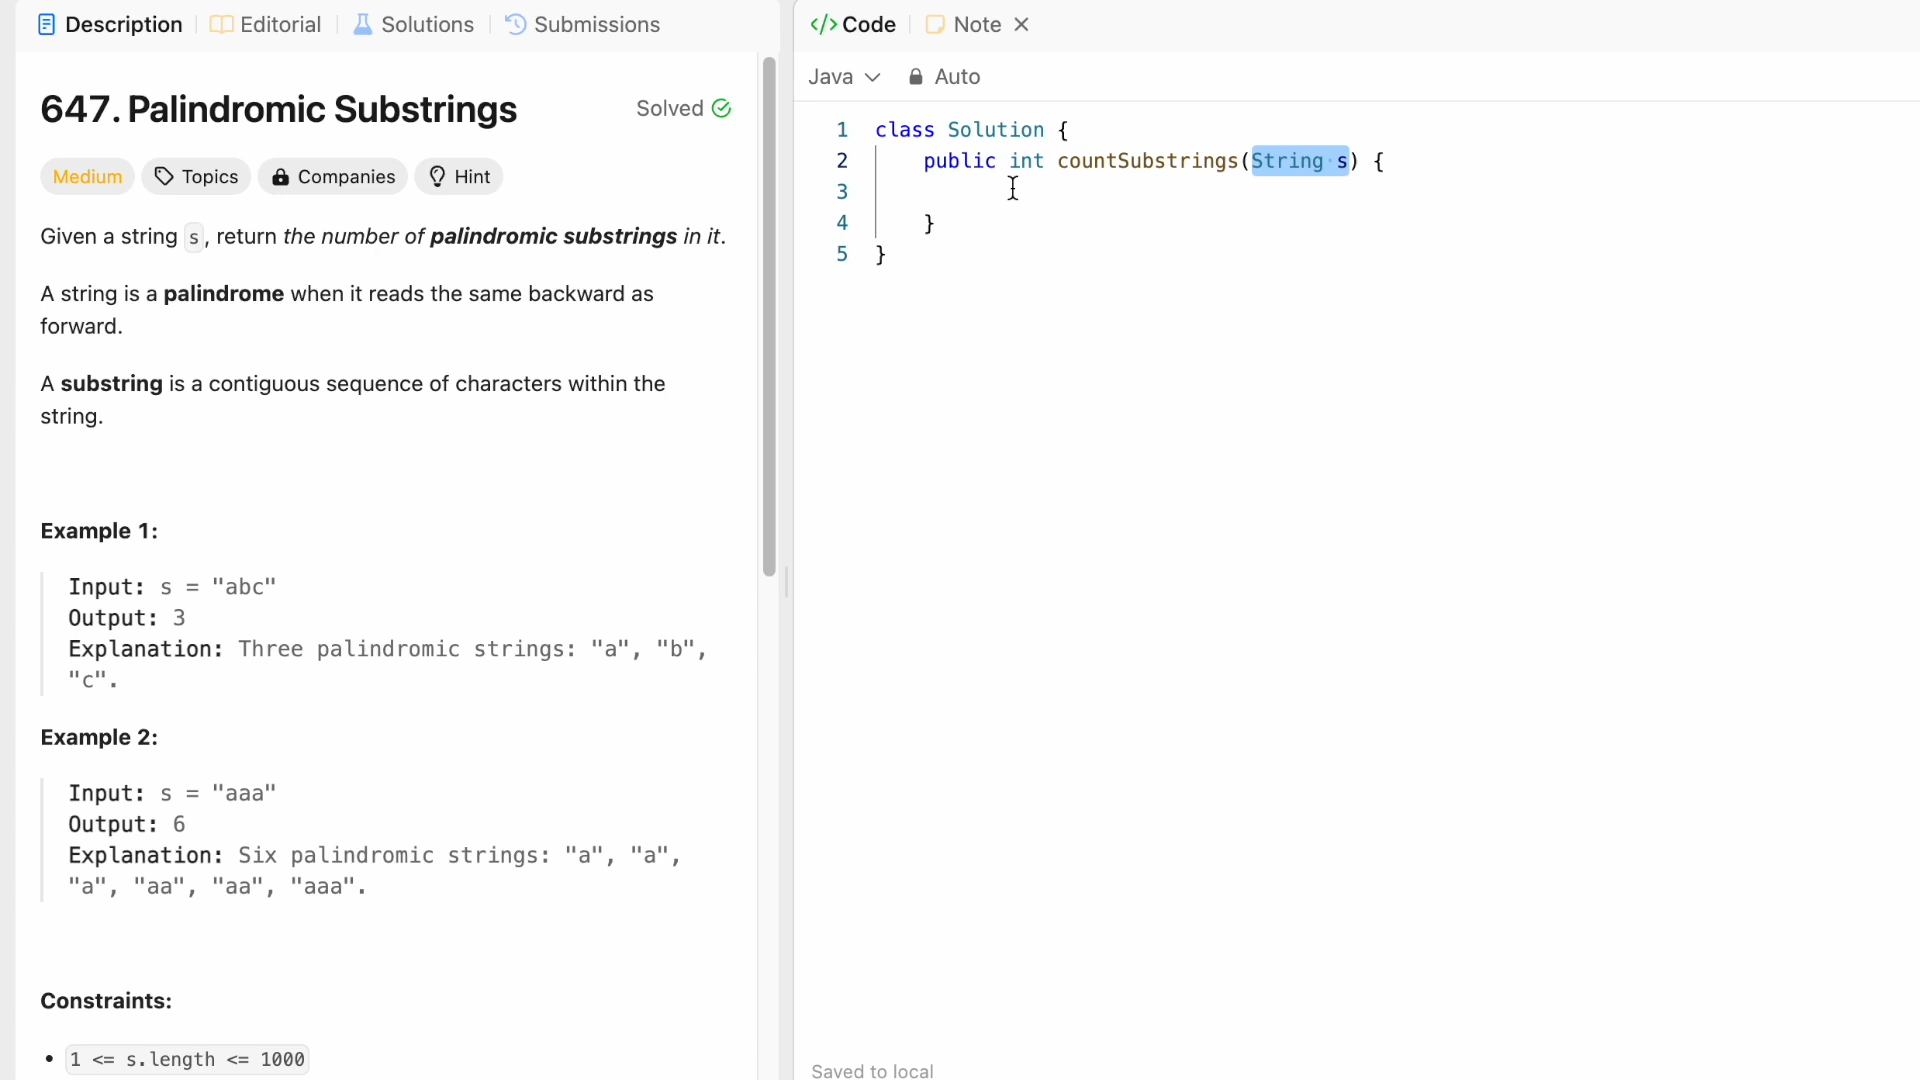 Description Editorial Solutions Submissions
647. Palindromic Substrings
Solved
Medium Topics Companies Hint
Given a string s, return the number of palindromic substrings in it.
A string is a palindrome when it reads the same backward as
forward.
A substring is a contiguous sequence of characters within the
string.
Example 1:
Input: s = "abc"
Output: 3
Explanation: Three palindromic strings: "a", "b",
"c".
Example 2:
Input: s = "aaa"
Output: 6
Explanation: Six palindromic strings: "a", "a",
"a", "aa", "aa", "aaa".
Constraints:
• 1 <= s.length <= 1000
</> Code Note
Java Auto
1 class Solution {
2 public int countSubstrings(String s) {
3
4 }
5 }
Saved to local